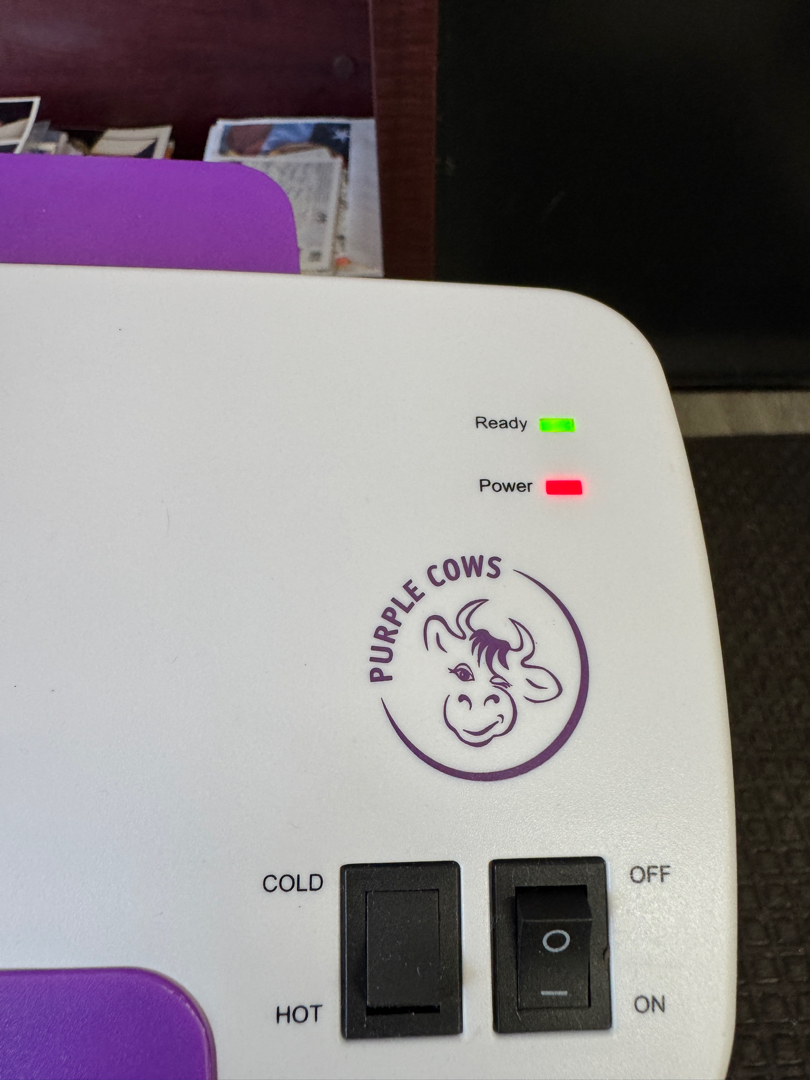 Ready
Power
PURPLE COWS
COLD
OFF
O
HOT
ON